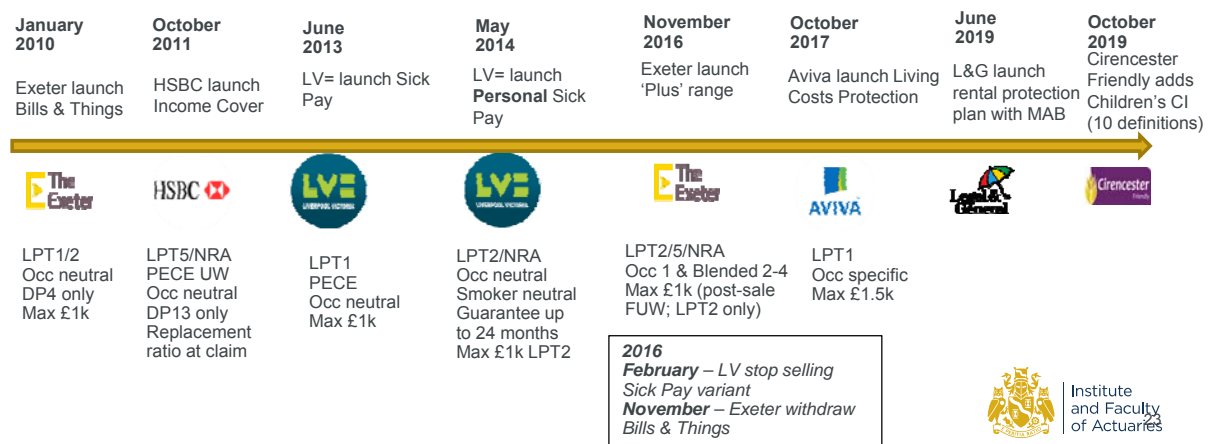 January
2010
Exeter launch
Bills & Things
October
2011
HSBC launch
Income Cover
June
2013
LV= launch Sick
Pay
May
2014
LV= launch
Personal Sick
Pay
November
2016
Exeter launch
'Plus' range
October
2017
Aviva launch Living
Costs Protection
June
2019
L&G launch
rental protection
plan with MAB
October
2019
Cirencester
Friendly adds
Children's CI
(10 definitions)
The
Exeter
HSBC
LV=
LIVERPOOL VICTORIA
LV=
LIVERPOOL VICTORIA
The
Exeter
AVIVA
Legal &
General
Cirencester
Friendly
LPT1/2
Occ neutral
DP4 only
Max £1k
LPT5/NRA
PECE UW
Occ neutral
DP13 only
Replacement
ratio at claim
LPT1
PECE
Occ neutral
Max £1k
LPT2/NRA
Occ neutral
Smoker neutral
Guarantee up
to 24 months
Max £1k LPT2
LPT2/5/NRA
Occ 1 & Blended 2-4
Max £1k (post-sale
FUW; LPT2 only)
LPT1
Occ specific
Max £1.5k
2016
February – LV stop selling
Sick Pay variant
November – Exeter withdraw
Bills & Things
Institute
and Faculty
of Actuaries
23